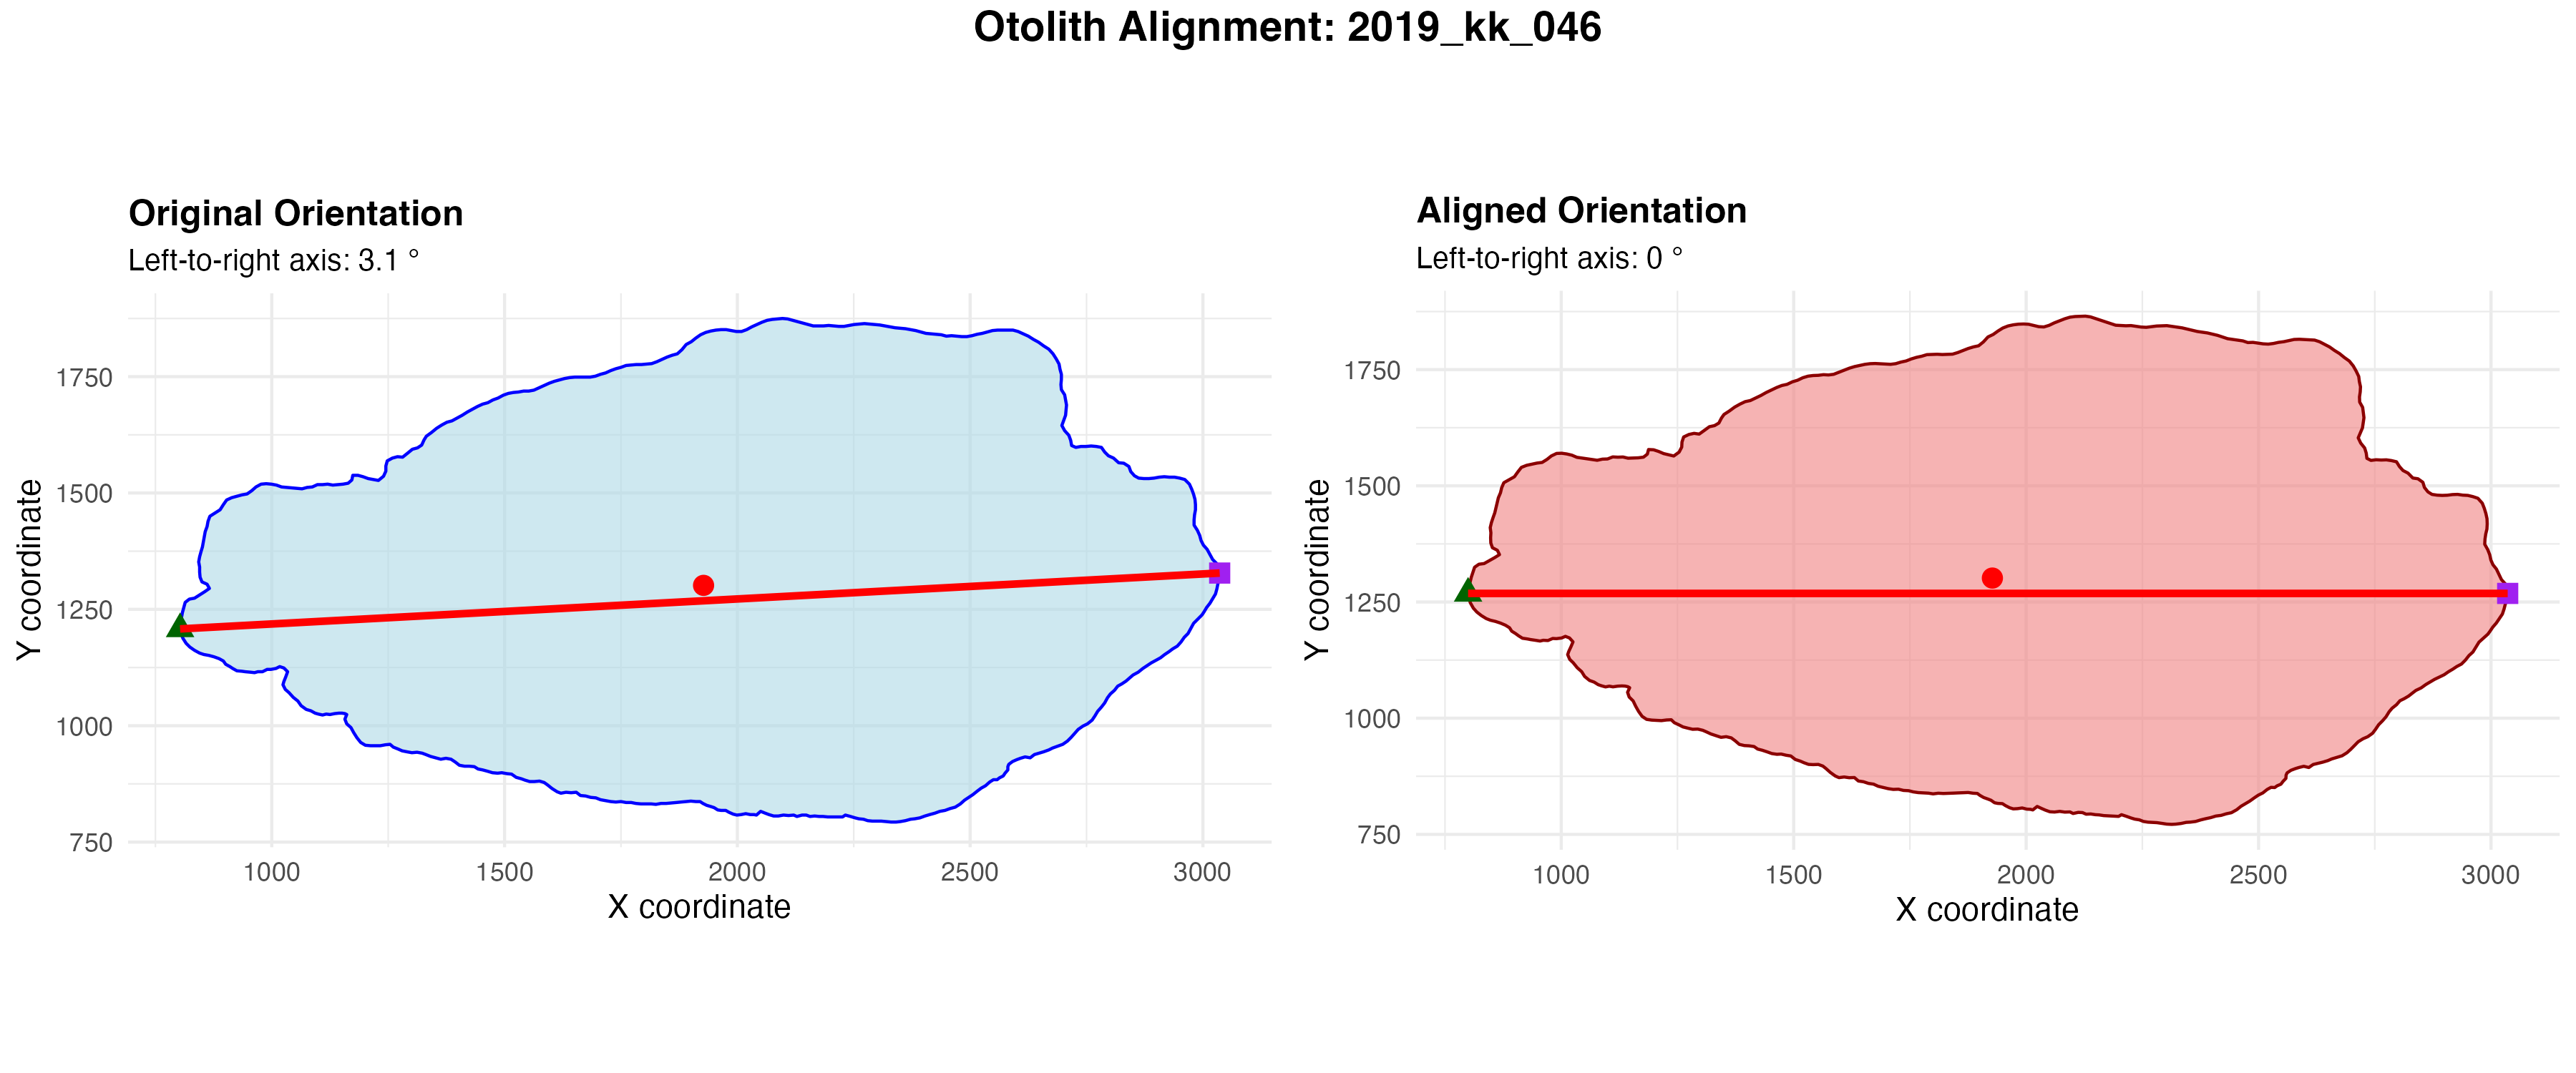 Otolith Alignment: 2019_kk_046
Original Orientation
Left-to-right axis: 3.1 °
Y coordinate
1750
1500
1250
1000
750
1000 1500 2000 2500 3000
X coordinate
Aligned Orientation
Left-to-right axis: 0 °
Y coordinate
1750
1500
1250
1000
750
1000 1500 2000 2500 3000
X coordinate